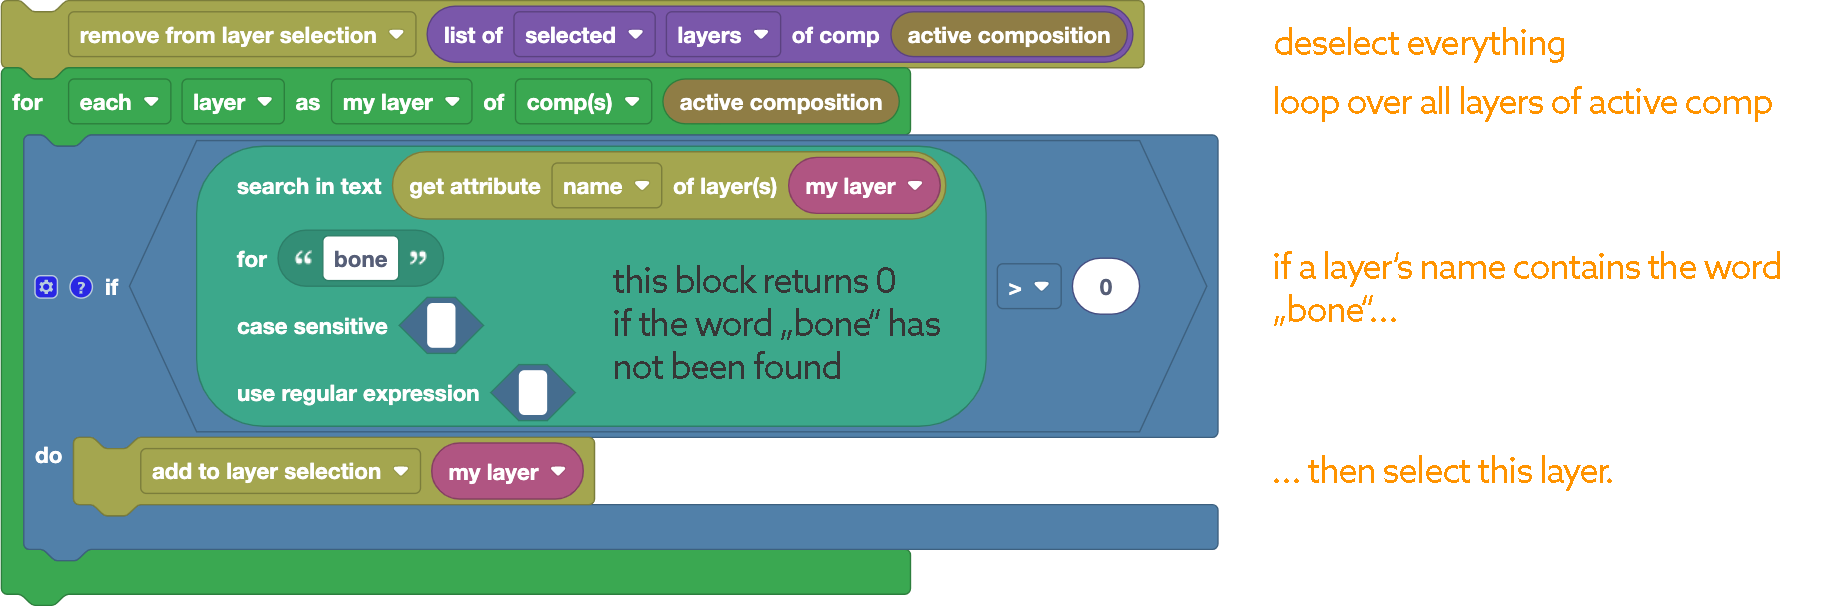 remove from layer selection list of selected layers of comp active composition
deselect everything
for each layer as my layer of comp(s) active composition
loop over all layers of active comp
search in text get attribute name of layer(s) my layer
for “ bone ”
if
> 0
case sensitive
use regular expression
this block returns 0
if the word „bone“ has
not been found
if a layer‘s name contains the word
„bone“...
do
add to layer selection my layer
... then select this layer.